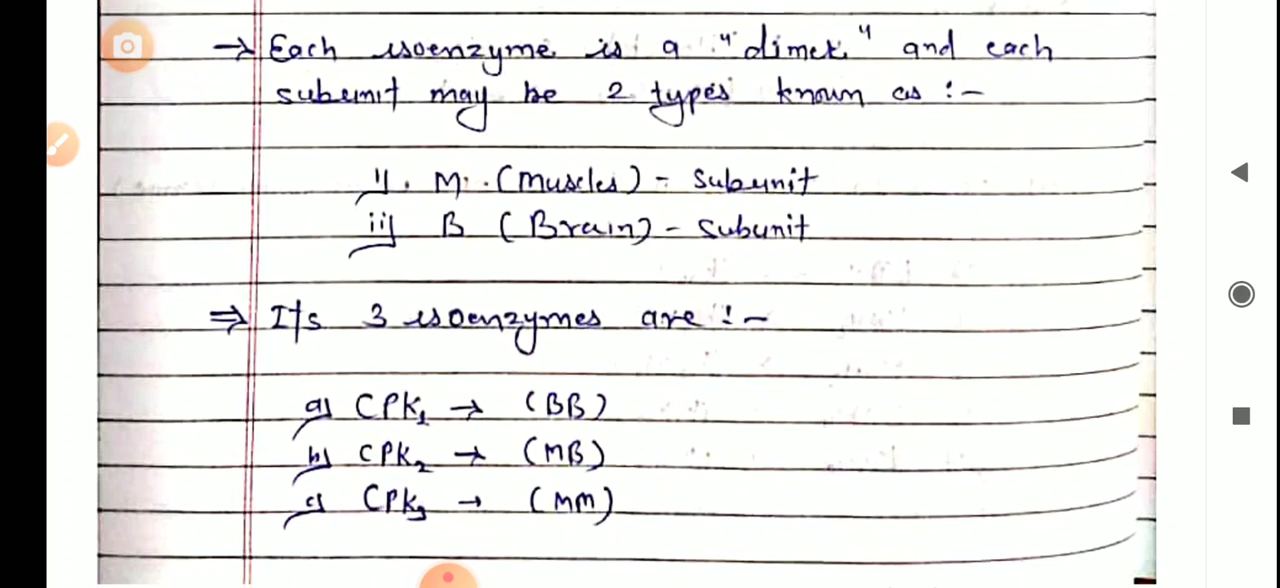 → Each isoenzyme is a "dimer" and each
subunit may be 2 types known as :-
i). M. (Muscles) - subunit
ii) B (Brain) - subunit
⇒ It's 3 isoenzymes are :-
a) CPK₁ → (BB)
b) CPK₂ → (MB)
c) CPK₃ → (MM)